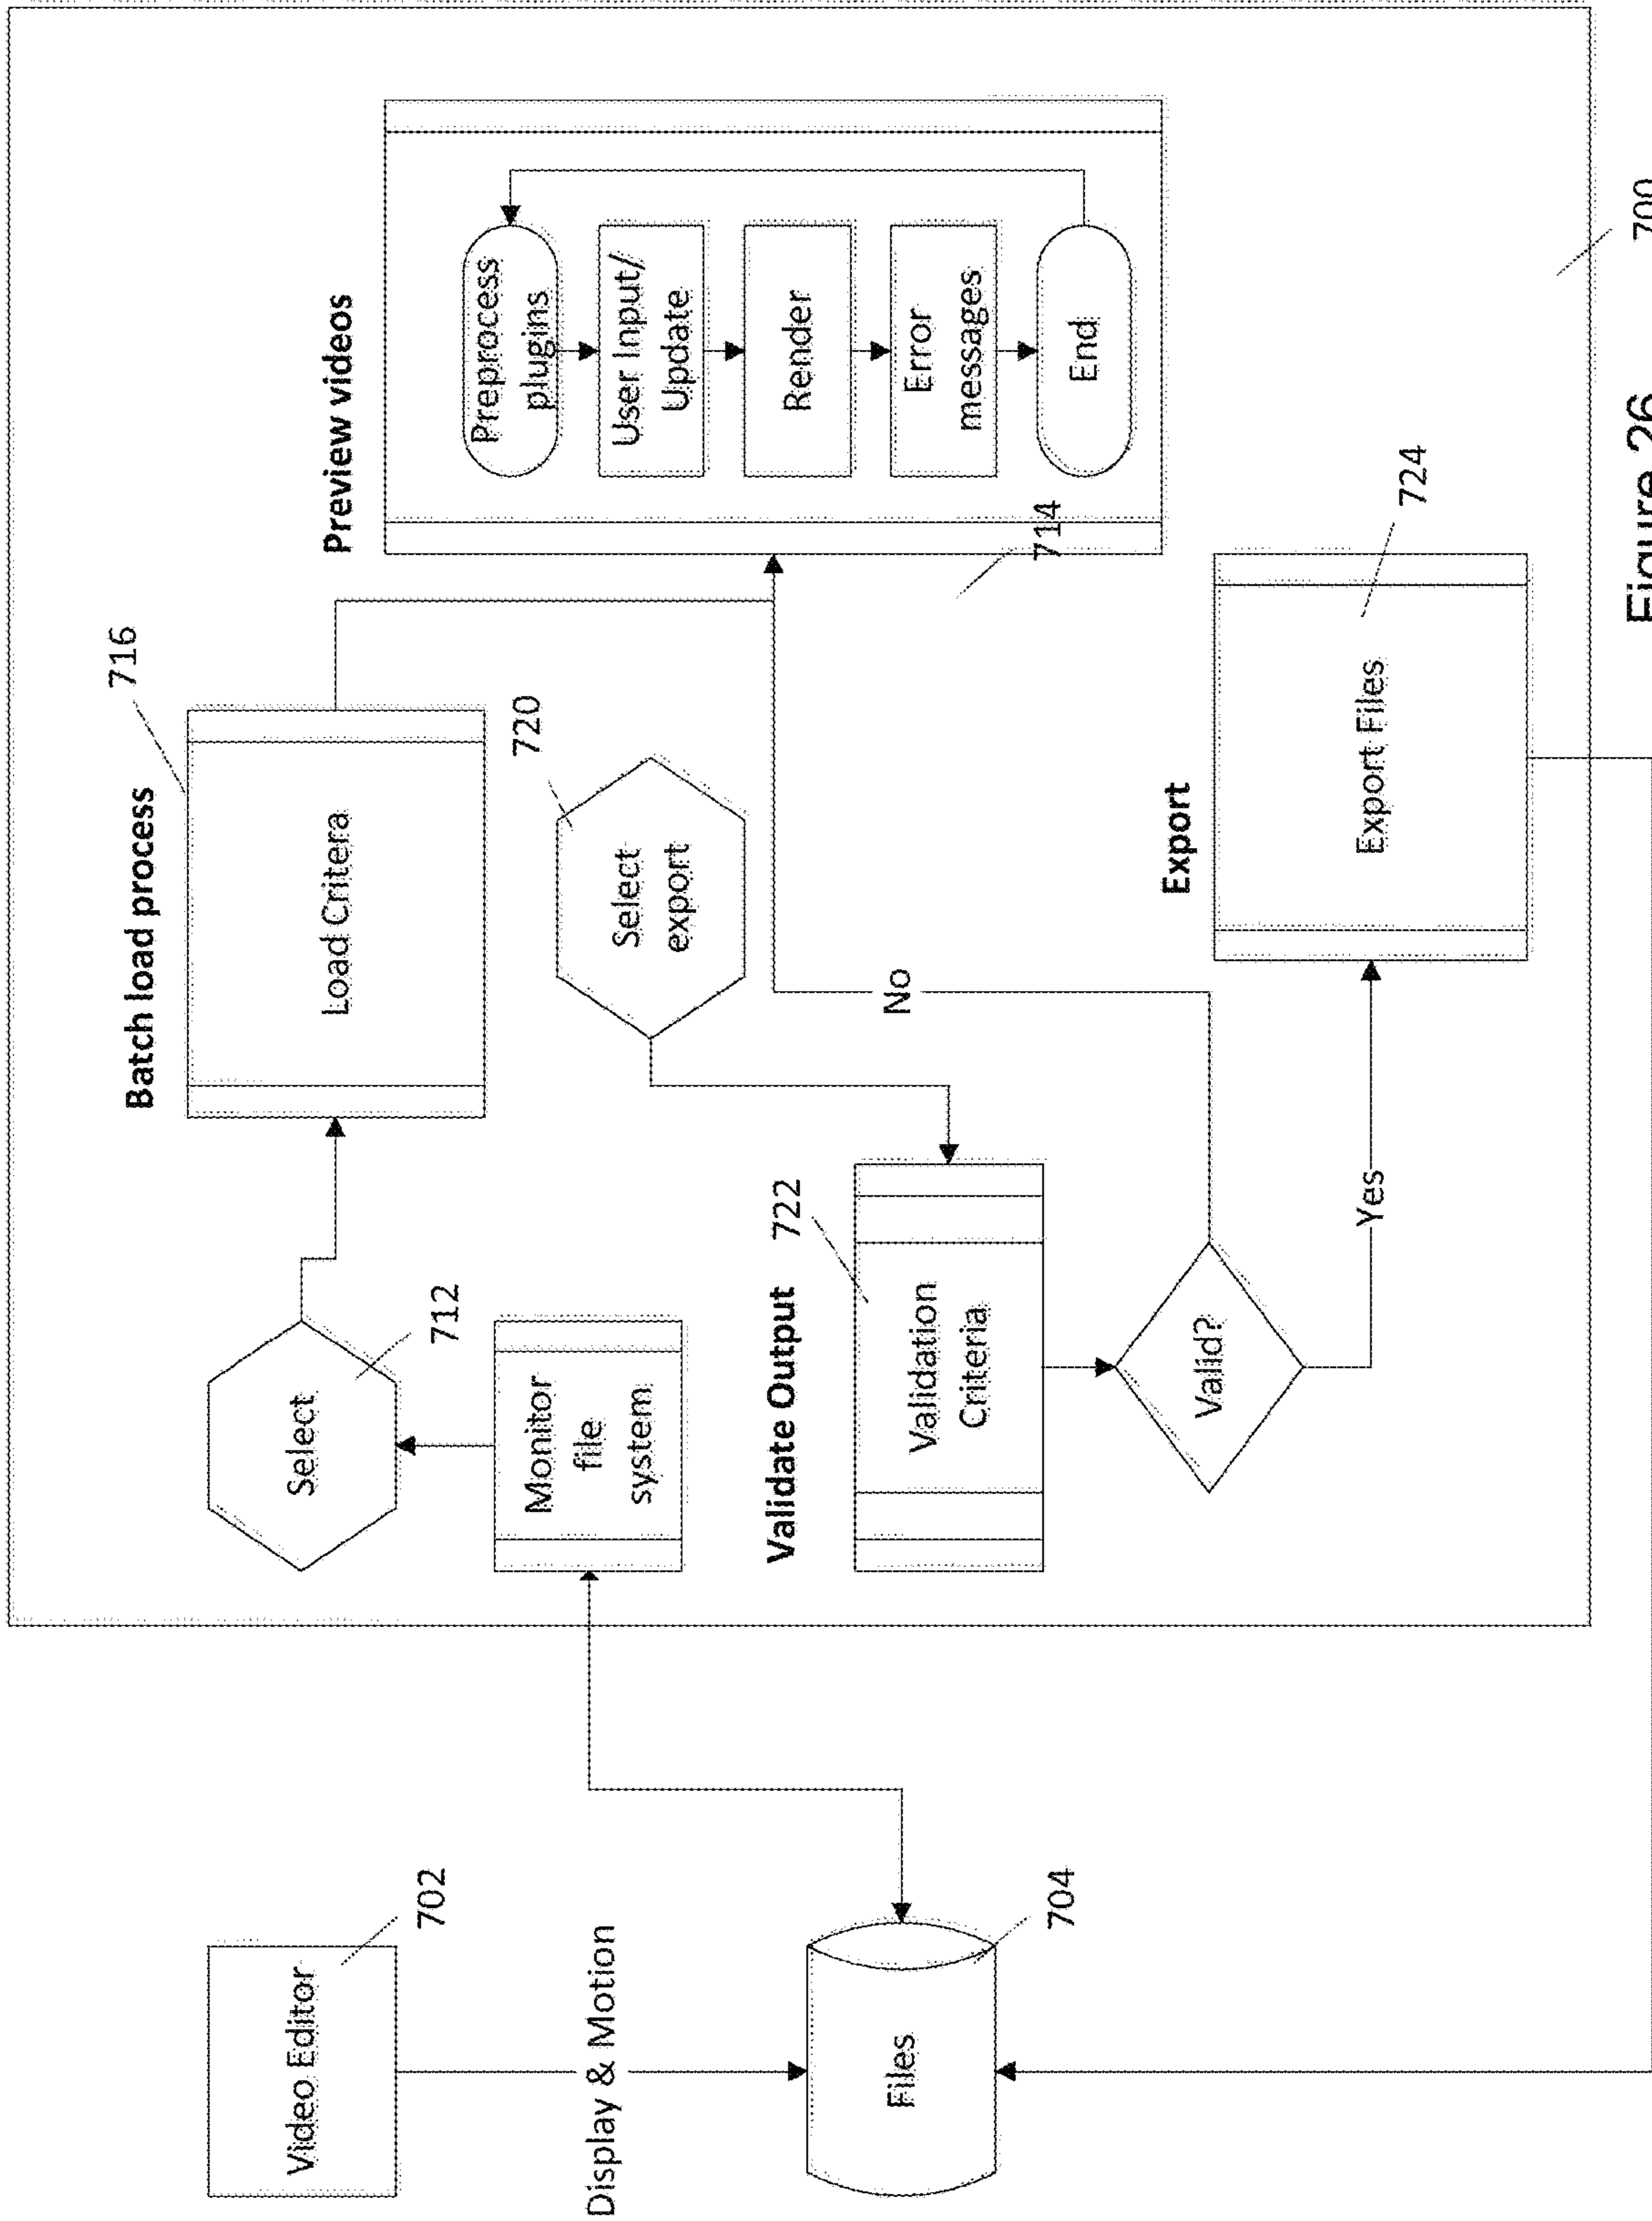 Video Editor
702
Display & Motion
Files
704
Select
712
Monitor
file
system
Batch load process
716
Load Critera
Select
export
720
Validate Output
722
Validation
Criteria
Valid?
No
Yes
Preview videos
Preprocess
plugins
User Input/
Update
Render
Error
messages
End
714
Export
Export Files
724
700
Figure 26